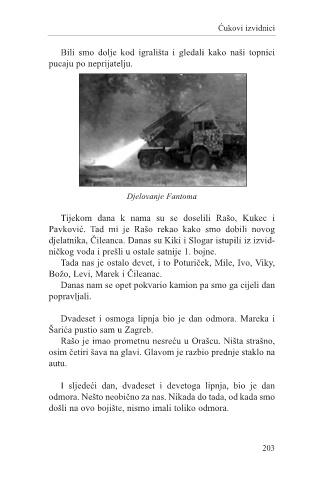 Ćukovi izvidnici
Bili smo dolje kod igrališta i gledali kako naši topnici
pucaju po neprijatelju.
Djelovanje Fantoma
Tijekom dana k nama su se doselili Rašo, Kukec i
Pavković. Tad mi je Rašo rekao kako smo dobili novog
djelatnika, Čileanca. Danas su Kiki i Slogar istupili iz izvid-
ničkog voda i prešli u ostale satnije 1. bojne.
Tada nas je ostalo devet, i to Poturiček, Mile, Ivo, Viky,
Božo, Levi, Marek i Čileanac.
Danas nam se opet pokvario kamion pa smo ga cijeli dan
popravljali.
Dvadeset i osmoga lipnja bio je dan odmora. Mareka i
Šarića pustio sam u Zagreb.
Rašo je imao prometnu nesreću u Orašcu. Ništa strašno,
osim četiri šava na glavi. Glavom je razbio prednje staklo na
autu.
I sljedeći dan, dvadeset i devetoga lipnja, bio je dan
odmora. Nešto neobično za nas. Nikada do tada, od kada smo
došli na ovo bojište, nismo imali toliko odmora.
203